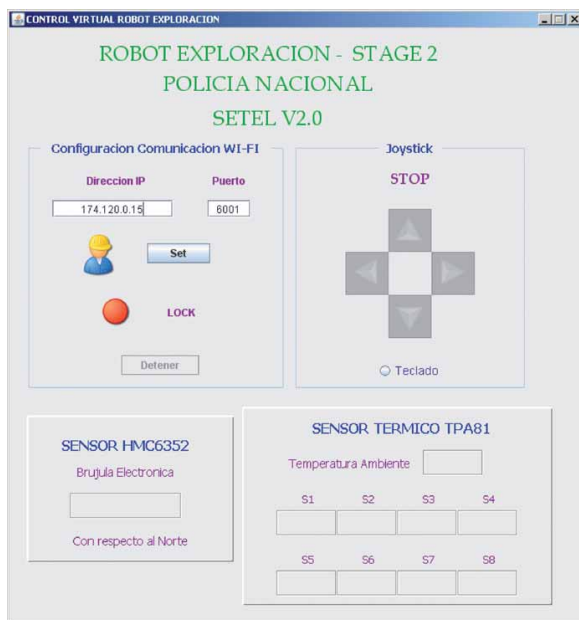 CONTROL VIRTUAL ROBOT EXPLORACION
ROBOT EXPLORACION - STAGE 2
POLICIA NACIONAL
SETEL V2.0
Configuracion Comunicacion WI-FI
Direccion IP Puerto
174.120.0.15 6001
Set
LOCK
Detener
Joystick
STOP
Teclado
SENSOR HMC6352
Brujula Electronica
Con respecto al Norte
SENSOR TERMICO TPA81
Temperatura Ambiente
S1 S2 S3 S4
S5 S6 S7 S8